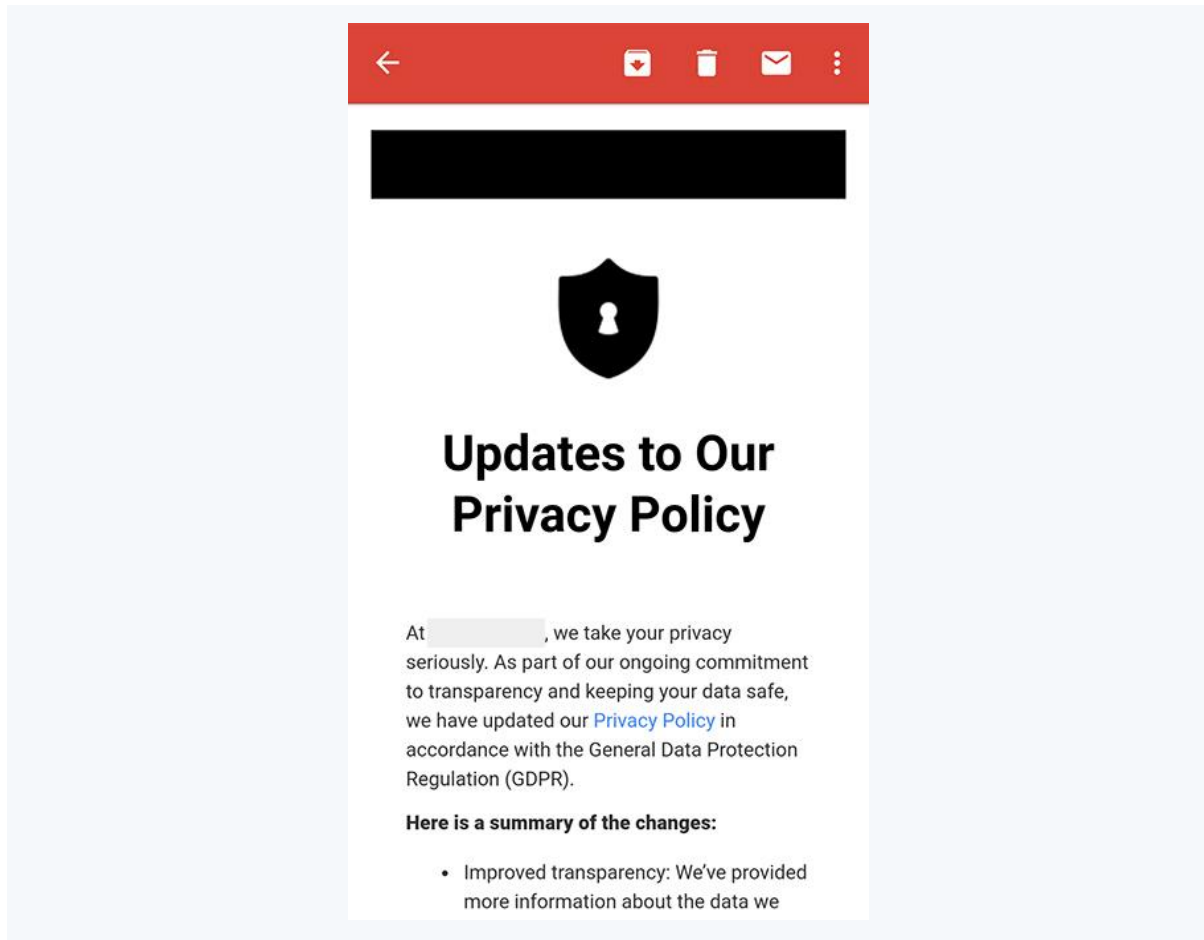 Updates to Our
Privacy Policy
At , we take your privacy
seriously. As part of our ongoing commitment
to transparency and keeping your data safe,
we have updated our Privacy Policy in
accordance with the General Data Protection
Regulation (GDPR).
Here is a summary of the changes:
• Improved transparency: We’ve provided
more information about the data we